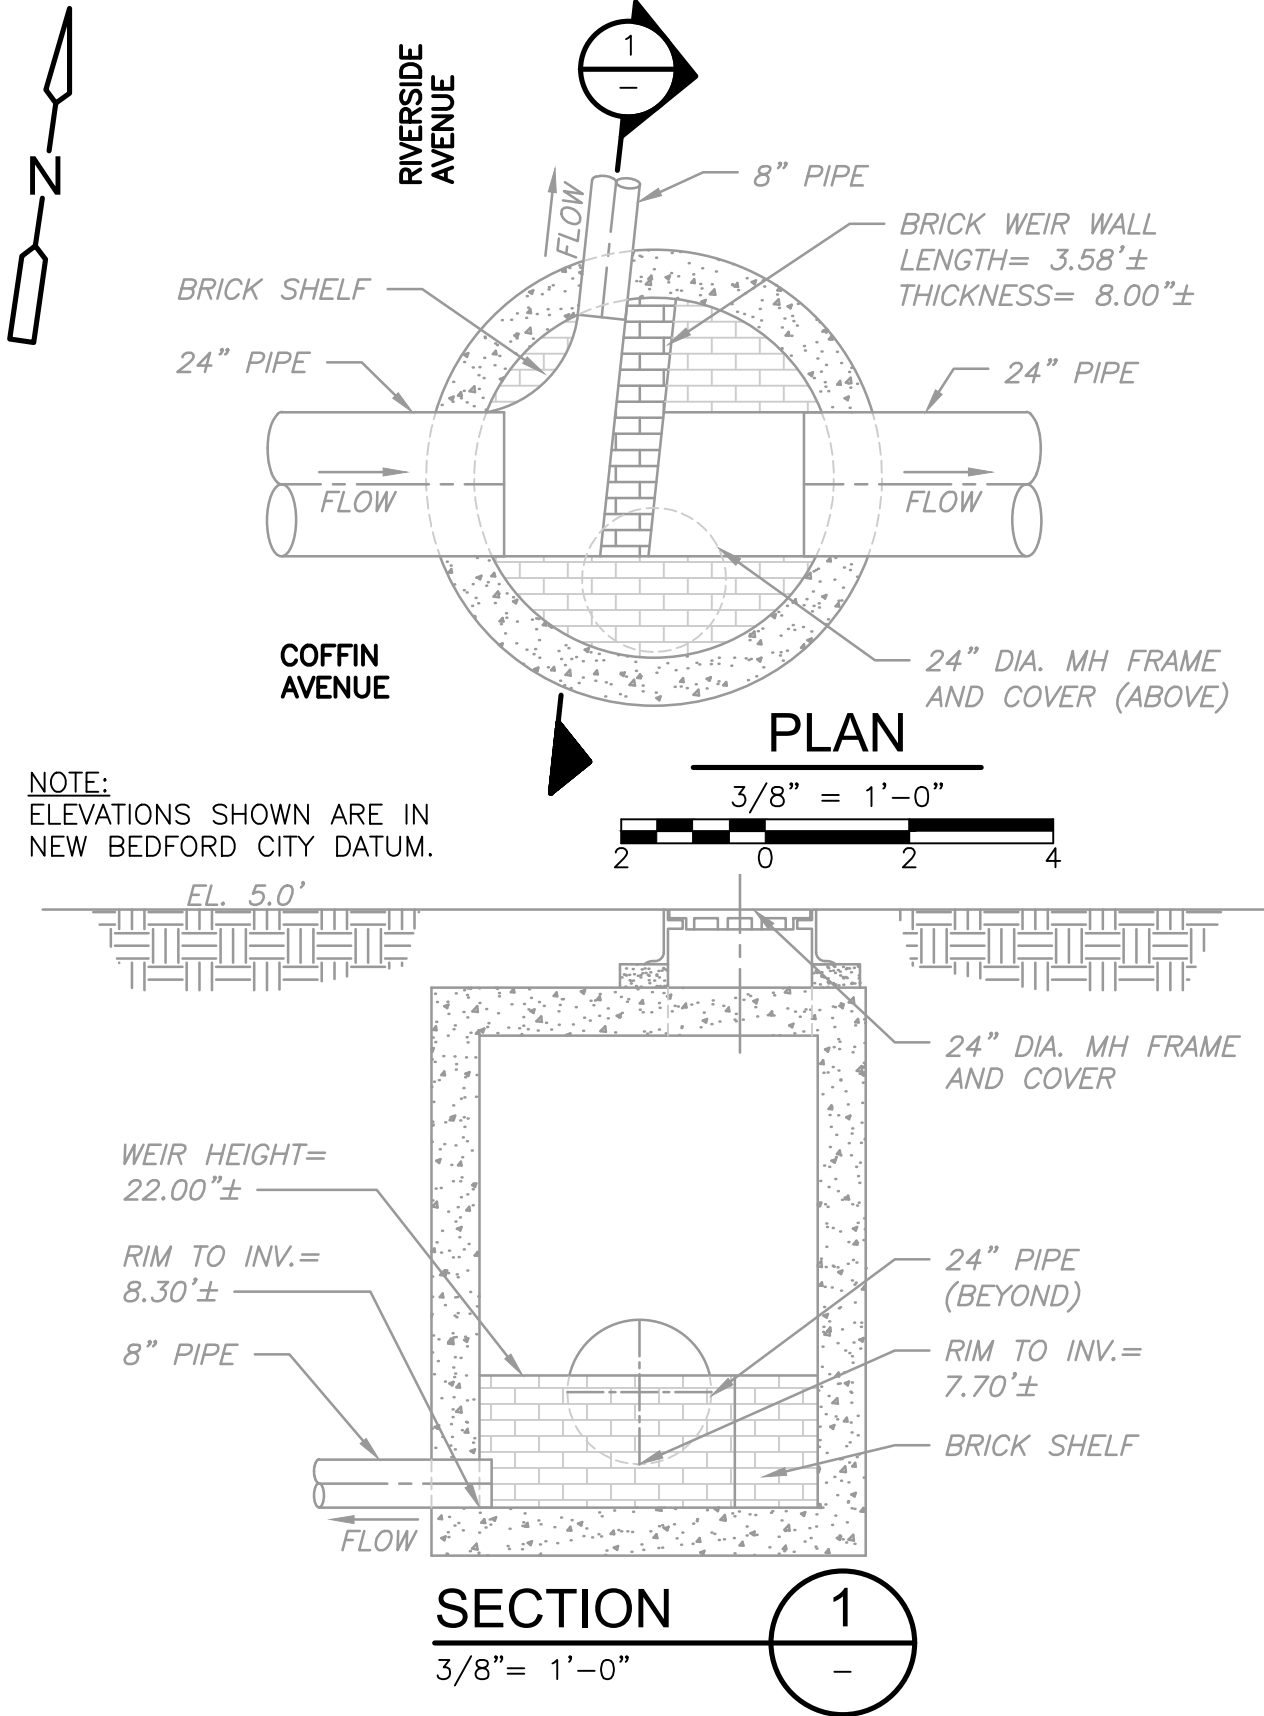 N
RIVERSIDE
AVENUE
1
–
FLOW
8” PIPE
BRICK WEIR WALL
LENGTH= 3.58’±
THICKNESS= 8.00”±
BRICK SHELF
24” PIPE
24” PIPE
FLOW
FLOW
COFFIN
AVENUE
24” DIA. MH FRAME
AND COVER (ABOVE)
PLAN
3/8” = 1’–0”
2 0 2 4
NOTE:
ELEVATIONS SHOWN ARE IN
NEW BEDFORD CITY DATUM.
EL. 5.0’
24” DIA. MH FRAME
AND COVER
WEIR HEIGHT=
22.00”±
RIM TO INV.=
8.30’±
8” PIPE
24” PIPE
(BEYOND)
RIM TO INV.=
7.70’±
BRICK SHELF
FLOW
SECTION
3/8”= 1’–0”
1
–